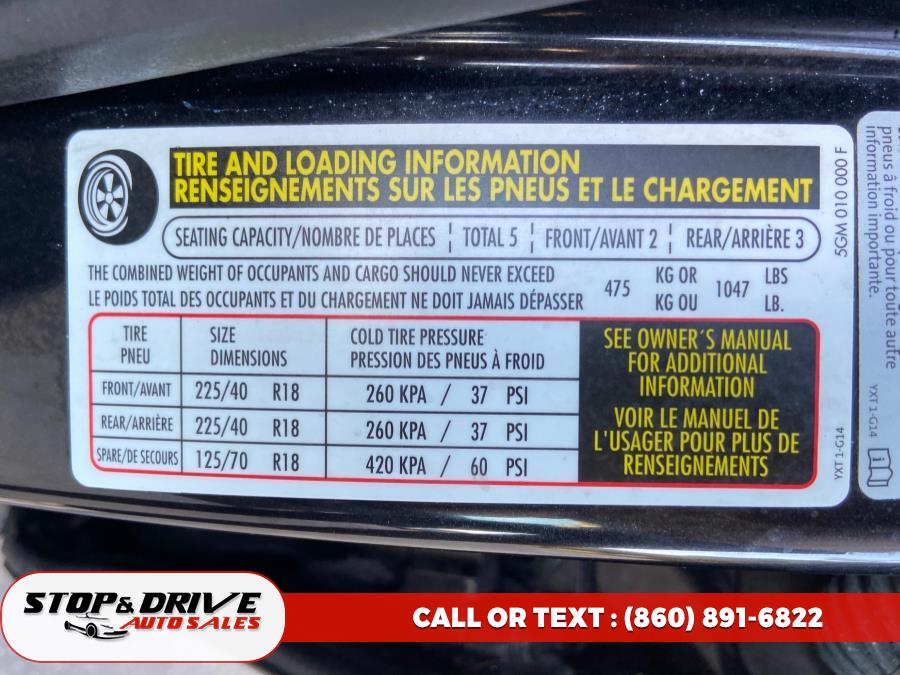 TIRE AND LOADING INFORMATION
RENSEIGNEMENTS SUR LES PNEUS ET LE CHARGEMENT
SEATING CAPACITY/NOMBRE DE PLACES ¦ TOTAL 5 ¦ FRONT/AVANT 2 ¦ REAR/ARRIÈRE 3
THE COMBINED WEIGHT OF OCCUPANTS AND CARGO SHOULD NEVER EXCEED 475 KG OR 1047 LBS
LE POIDS TOTAL DES OCCUPANTS ET DU CHARGEMENT NE DOIT JAMAIS DÉPASSER KG OU LB.
TIRE SIZE COLD TIRE PRESSURE
PNEU DIMENSIONS PRESSION DES PNEUS À FROID
FRONT/AVANT 225/40 R18 260 KPA / 37 PSI
REAR/ARRIÈRE 225/40 R18 260 KPA / 37 PSI
SPARE/DE SECOURS 125/70 R18 420 KPA / 60 PSI
SEE OWNER'S MANUAL
FOR ADDITIONAL
INFORMATION
VOIR LE MANUEL DE
L'USAGER POUR PLUS DE
RENSEIGNEMENTS
5GM 010 000 F
YXT 1-G14
pneus à froid ou pour toute autre
information importante.
YXT 1-G14
STOP & DRIVE
AUTO SALES
CALL OR TEXT : (860) 891-6822